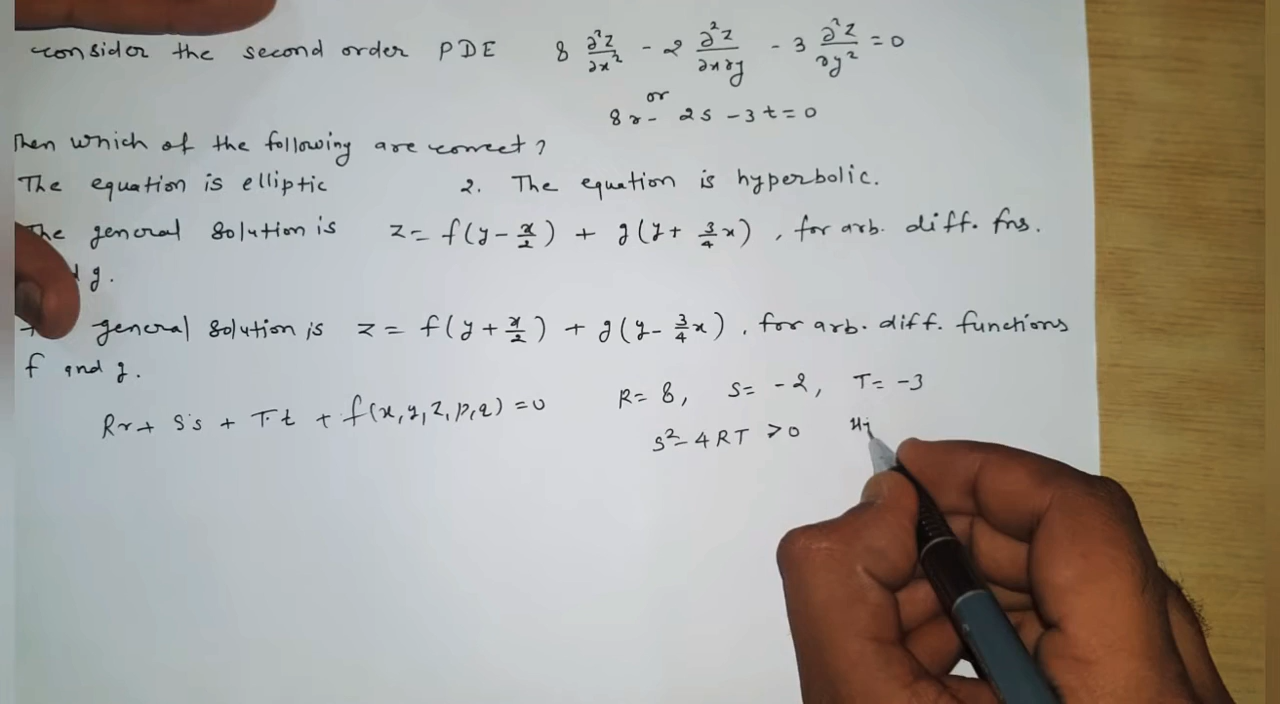 consider the second order PDE 8 ∂²z/∂x² - 2 ∂²z/∂x∂y - 3 ∂²z/∂y² = 0
or
8r - 2s - 3t = 0
Then which of the following are correct?
The equation is elliptic 2. The equation is hyperbolic.
The general solution is z = f(y - x/2) + g(y + 3/4 x), for arb. diff. fns.
g.
general solution is z = f(y + x/2) + g(y - 3/4 x), for arb. diff. functions
f and g.
Rr + Ss + T.t + f(x,y,z,p,q) = 0 R = 8, S = -2, T = -3
S² - 4RT > 0